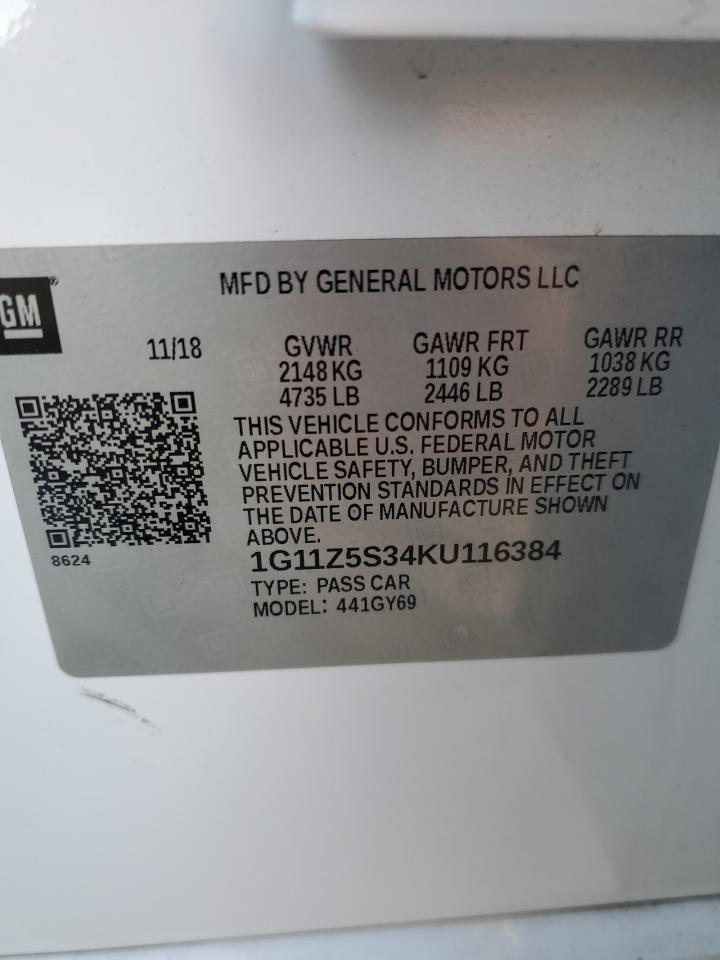 GM®
MFD BY GENERAL MOTORS LLC
11/18
GVWR GAWR FRT GAWR RR
2148 KG 1109 KG 1038 KG
4735 LB 2446 LB 2289 LB
THIS VEHICLE CONFORMS TO ALL
APPLICABLE U.S. FEDERAL MOTOR
VEHICLE SAFETY, BUMPER, AND THEFT
PREVENTION STANDARDS IN EFFECT ON
THE DATE OF MANUFACTURE SHOWN
ABOVE.
8624
1G11Z5S34KU116384
TYPE: PASS CAR
MODEL: 441GY69